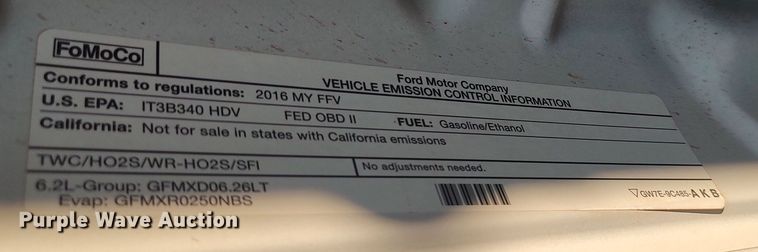 FoMoCo
Ford Motor Company
VEHICLE EMISSION CONTROL INFORMATION
Conforms to regulations: 2016 MY FFV
U.S. EPA: IT3B340 HDV FED OBD II FUEL: Gasoline/Ethanol
California: Not for sale in states with California emissions
TWC/HO2S/WR-HO2S/SFI No adjustments needed.
6.2L-Group: GFMXD06.26LT
Evap: GFMXR0250NBS
GW7E-9C485-AKB
Purple Wave Auction